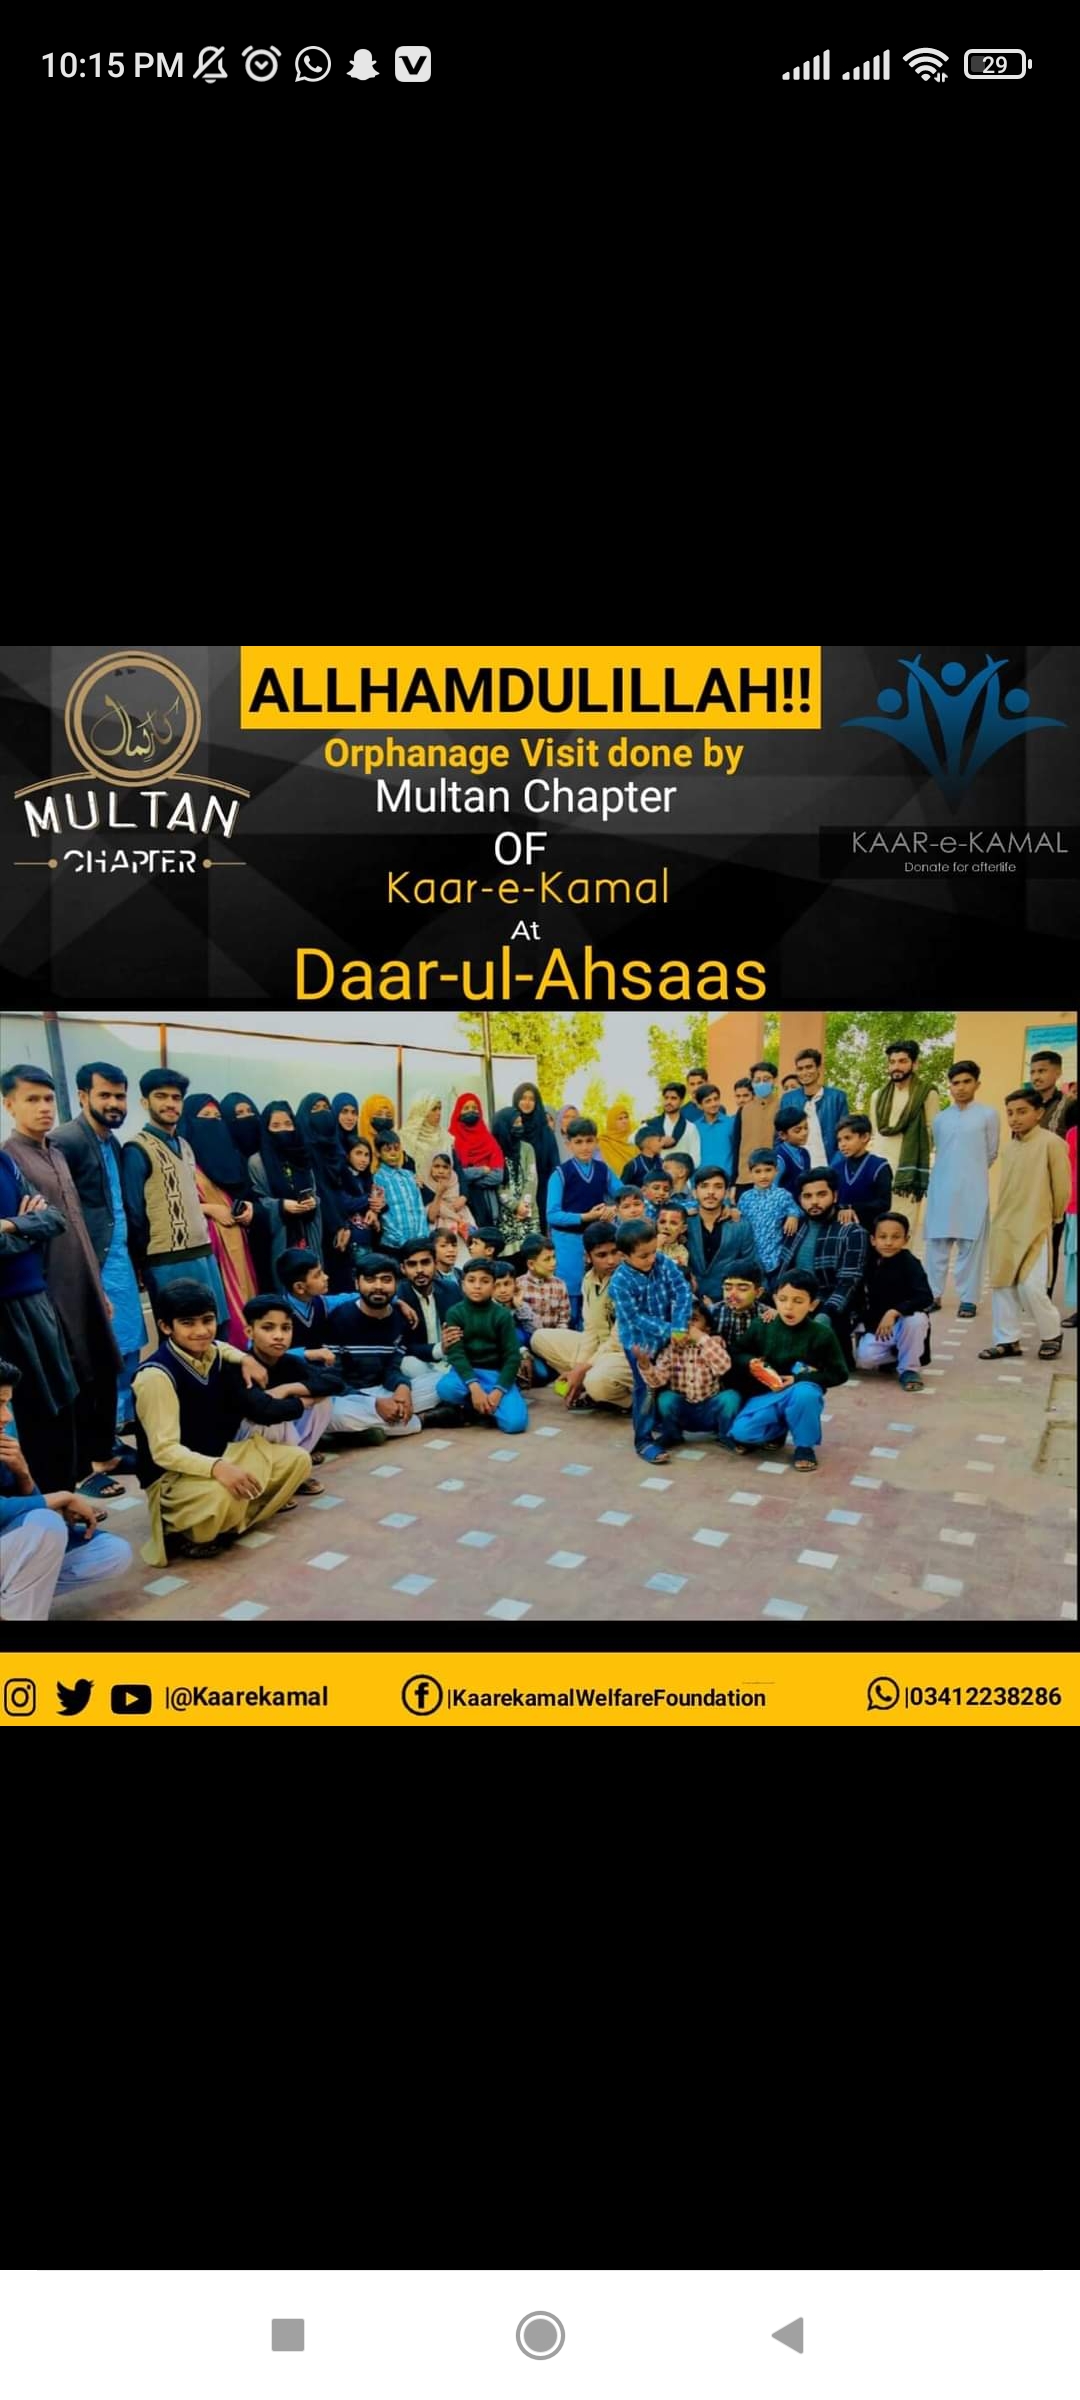 10:15 PM
29
ALLHAMDULILLAH!!
Orphanage Visit done by
Multan Chapter
OF
Kaar-e-Kamal
At
Daar-ul-Ahsaas
MULTAN
CHAPTER
KAAR-e-KAMAL
Donate for afterlife
|@Kaarekamal
|KaarekamalWelfareFoundation
|03412238286